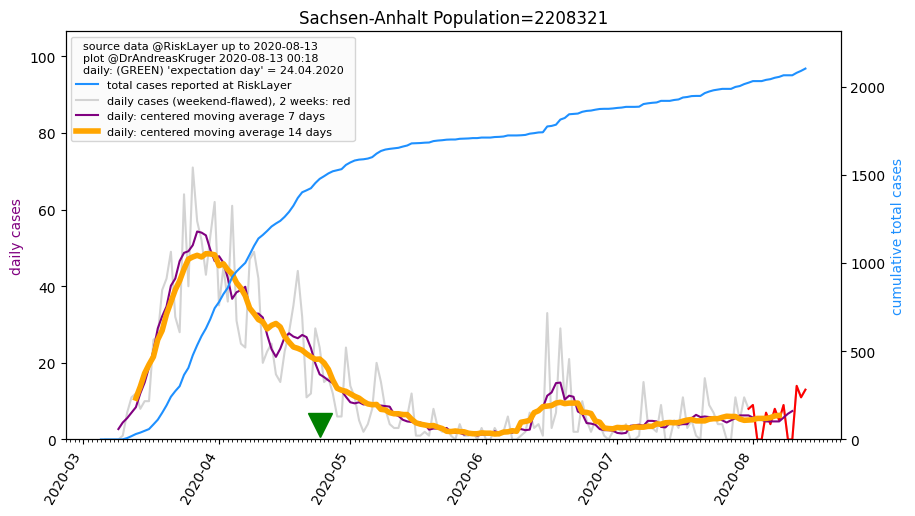 Sachsen-Anhalt Population=2208321
source data @RiskLayer up to 2020-08-13
plot @DrAndreasKruger 2020-08-13 00:18
daily: (GREEN) 'expectation day' = 24.04.2020
total cases reported at RiskLayer
daily cases (weekend-flawed), 2 weeks: red
daily: centered moving average 7 days
daily: centered moving average 14 days
daily cases
100
80
60
40
20
0
cumulative total cases
2000
1500
1000
500
0
2020-03
2020-04
2020-05
2020-06
2020-07
2020-08